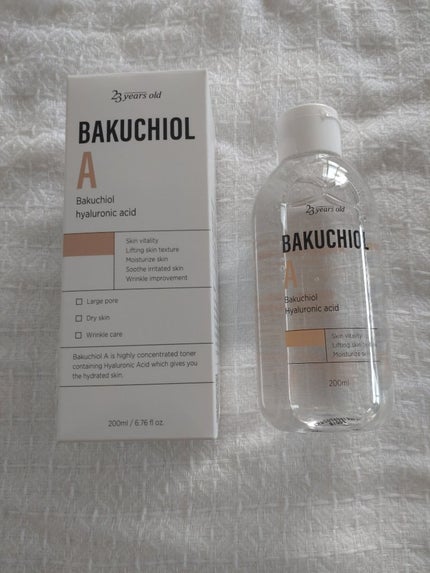 23 years old
BAKUCHIOL
A
Bakuchiol
hyaluronic acid
Skin vitality
Lifting skin texture
Moisturize skin
Soothe irritated skin
Wrinkle improvement
Large pore
Dry skin
Wrinkle care
Bakuchiol A is highly concentrated toner
containing Hyaluronic Acid which gives you
the hydrated skin.
200ml / 6.76 fl oz.
23 years old
BAKUCHIOL
A
Bakuchiol
Hyaluronic acid
Skin vitality
Lifting skin
Moisturize
200ml